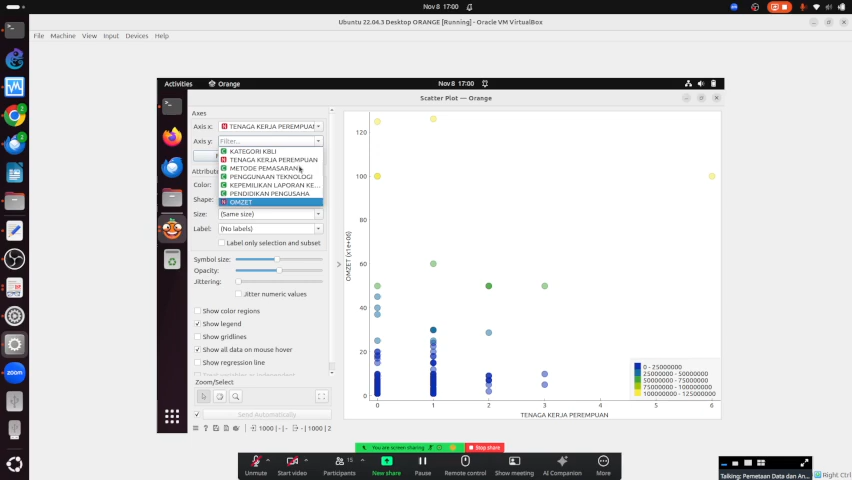 Nov 8 17:00
Ubuntu 22.04.3 Desktop ORANGE [Running] - Oracle VM VirtualBox
File Machine View Input Devices Help
Activities Orange Nov 8 17:00
Scatter Plot — Orange
Axes
Axis x: N TENAGA KERJA PEREMPUAN
Axis y: Filter...
C KATEGORI KBLI
N TENAGA KERJA PEREMPUAN
C METODE PEMASARAN
C PENGGUNAAN TEKNOLOGI
C KEPEMILIKAN LAPORAN KE...
C PENDIDIKAN PENGUSAHA
N OMZET
Color:
Shape:
Size: (Same size)
Label: (No labels)
Label only selection and subset
Symbol size:
Opacity:
Jittering:
Jitter numeric values
Show color regions
Show legend
Show gridlines
Show all data on mouse hover
Show regression line
Zoom/Select
Send Automatically
1000 | - | - 1000 | 2
OMZET (x1e+06)
120
100
80
60
40
20
0
0 1 2 3 4 5 6
TENAGA KERJA PEREMPUAN
0 - 25000000
25000000 - 50000000
50000000 - 75000000
75000000 - 100000000
100000000 - 125000000
You are screen sharing Stop share
15
Unmute Start video Participants New share Pause Remote control Show meeting AI Companion More
Talking: Pemetaan Data dan An...
Right Ctrl
zoom